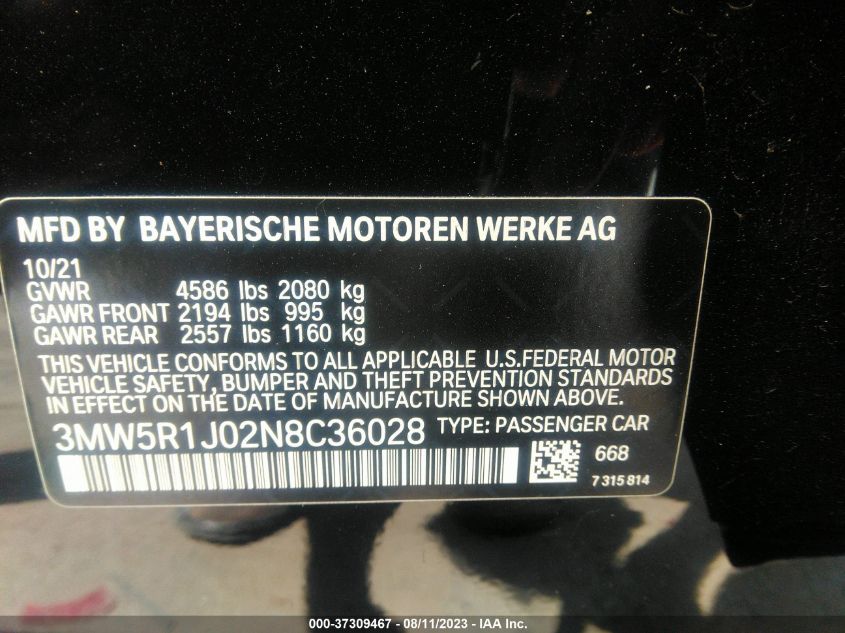 MFD BY BAYERISCHE MOTOREN WERKE AG
10/21
GVWR 4586 lbs 2080 kg
GAWR FRONT 2194 lbs 995 kg
GAWR REAR 2557 lbs 1160 kg
THIS VEHICLE CONFORMS TO ALL APPLICABLE U.S.FEDERAL MOTOR
VEHICLE SAFETY, BUMPER AND THEFT PREVENTION STANDARDS
IN EFFECT ON THE DATE OF MANUFACTURE SHOWN ABOVE.
3MW5R1J02N8C36028 TYPE: PASSENGER CAR
668
7 315 814
000-37309467 - 08/11/2023 - IAA Inc.